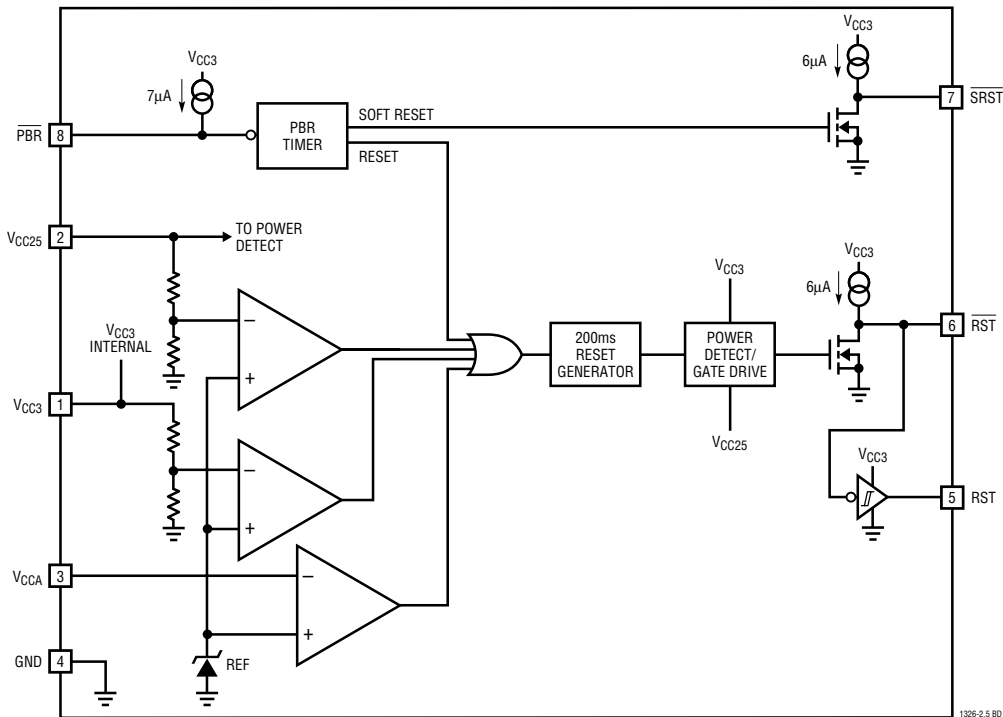 VCC3
7µA
PBR
8
PBR
TIMER
SOFT RESET
RESET
VCC3
6µA
7
SRST
VCC25
2
TO POWER
DETECT
VCC3
INTERNAL
VCC3
1
−
+
−
+
VCCA
3
−
+
GND
4
REF
200ms
RESET
GENERATOR
VCC3
POWER
DETECT/
GATE DRIVE
VCC25
VCC3
6µA
6
RST
VCC3
5
RST
1326-2.5 BD